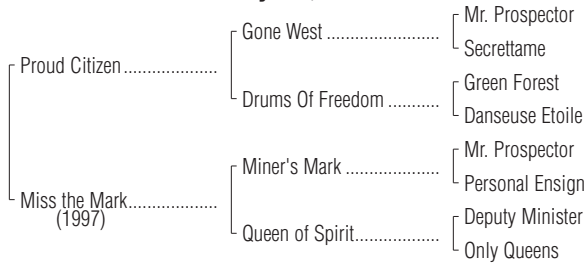 Mr. Prospector
Gone West
Secrettame
Proud Citizen
Green Forest
Drums Of Freedom
Danseuse Etoile
Mr. Prospector
Miner's Mark
Personal Ensign
Miss the Mark
(1997)
Deputy Minister
Queen of Spirit
Only Queens